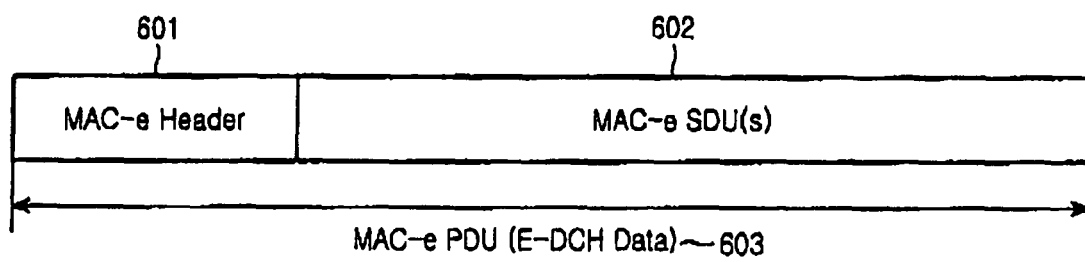 601 602
MAC-e Header MAC-e SDU(s)
MAC-e PDU (E-DCH Data) 603